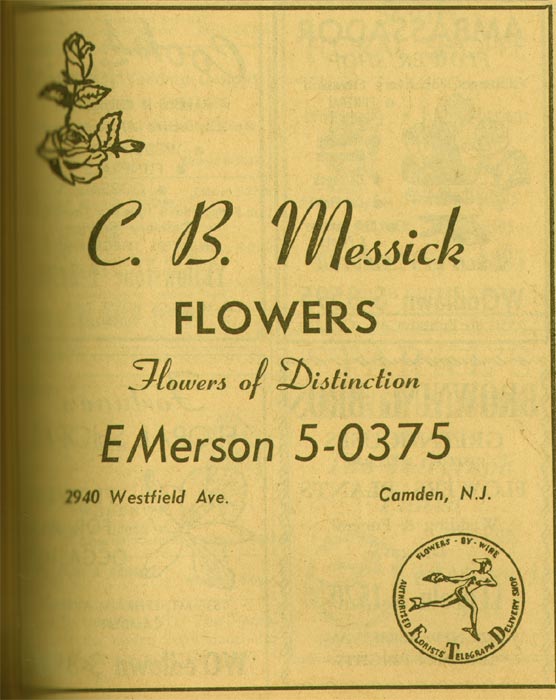 C. B. Messick
FLOWERS
Flowers of Distinction
EMerson 5-0375
2940 Westfield Ave. Camden, N.J.
FLOWERS-BY-WIRE
AUTHORISED FLORISTS TELEGRAPH DELIVERY SHOP